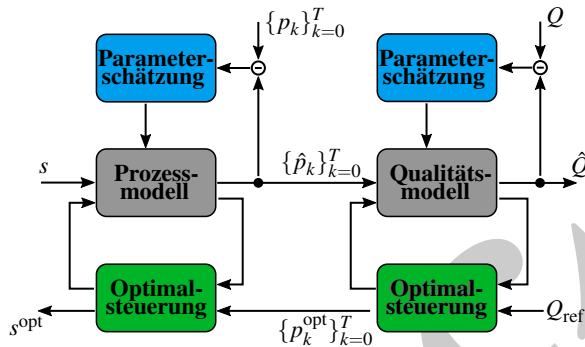 {p_k}_{k=0}^T
Q
Parameter-
schätzung
Parameter-
schätzung
s
Prozess-
modell
{p̂_k}_{k=0}^T
Qualitäts-
modell
Q̂
Optimal-
steuerung
Optimal-
steuerung
s^opt
{p_k^opt}_{k=0}^T
Q_ref